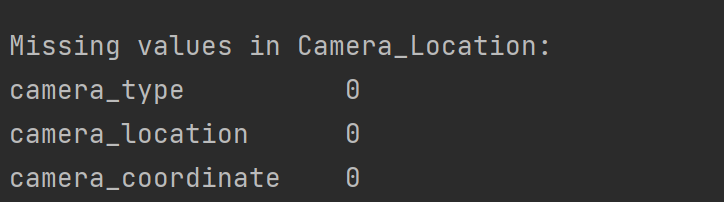 Missing values in Camera_Location:
camera_type           0
camera_location       0
camera_coordinate     0